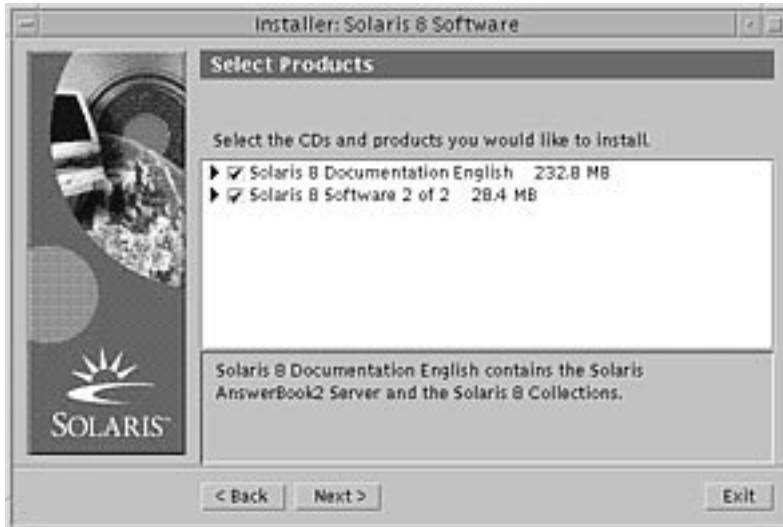 Installer: Solaris 8 Software
Select Products
Select the CDs and products you would like to install.
Solaris 8 Documentation English 232.8 MB
Solaris 8 Software 2 of 2 28.4 MB
Solaris 8 Documentation English contains the Solaris
AnswerBook2 Server and the Solaris 8 Collections.
SOLARIS™
< Back
Next >
Exit